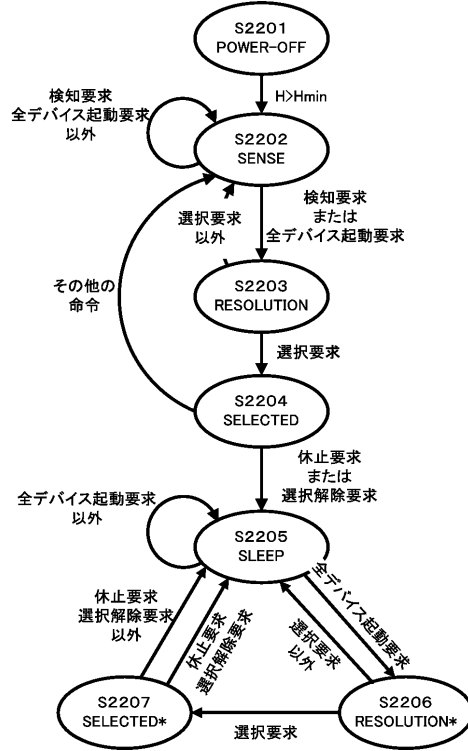 S2201
POWER-OFF
H>Hmin
検知要求
全デバイス起動要求
以外
S2202
SENSE
選択要求
以外
検知要求
または
全デバイス起動要求
S2203
RESOLUTION
その他の
命令
選択要求
S2204
SELECTED
休止要求
または
選択解除要求
全デバイス起動要求
以外
S2205
SLEEP
休止要求
選択解除要求
以外
休止要求
選択解除要求
選択要求
以外
全デバイス起動要求
S2207
SELECTED*
選択要求
S2206
RESOLUTION*